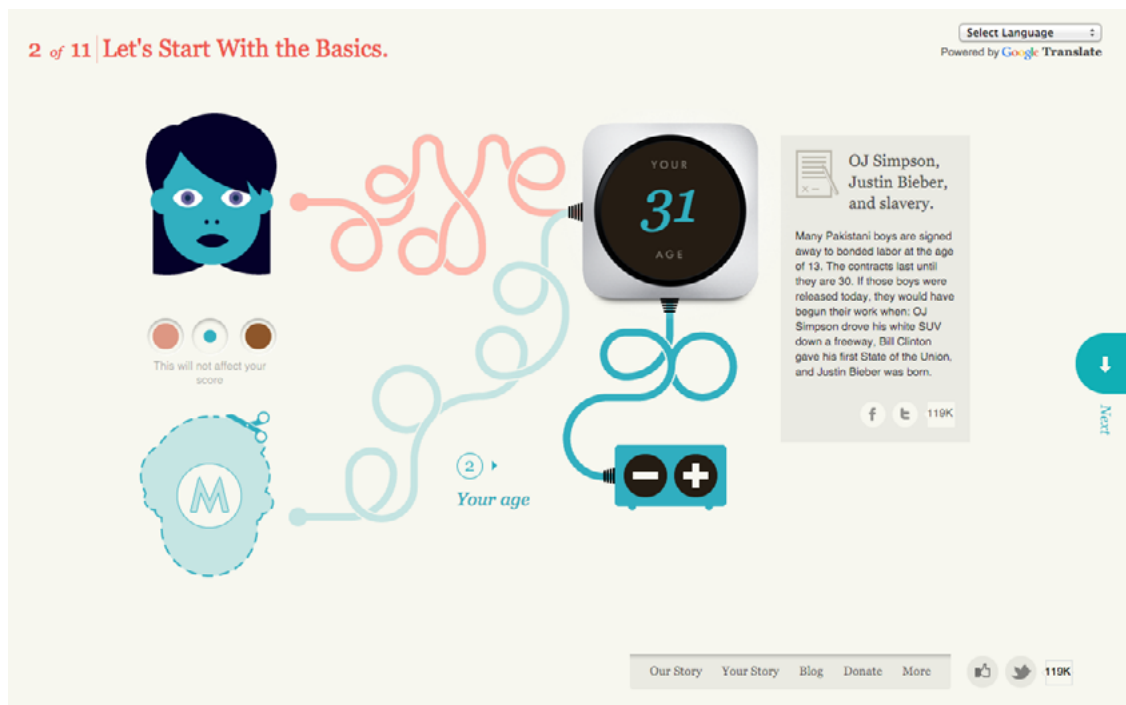 2 of 11 Let's Start With the Basics.
Select Language
Powered by Google Translate
YOUR
31
AGE
OJ Simpson,
Justin Bieber,
and slavery.
x –
Many Pakistani boys are signed
away to bonded labor at the age
of 13. The contracts last until
they are 30. If those boys were
released today, they would have
begun their work when: OJ
Simpson drove his white SUV
down a freeway, Bill Clinton
gave his first State of the Union,
and Justin Bieber was born.
f t 119K
This will not affect your
score
M
2
Your age
− +
Next
Our Story Your Story Blog Donate More
119K